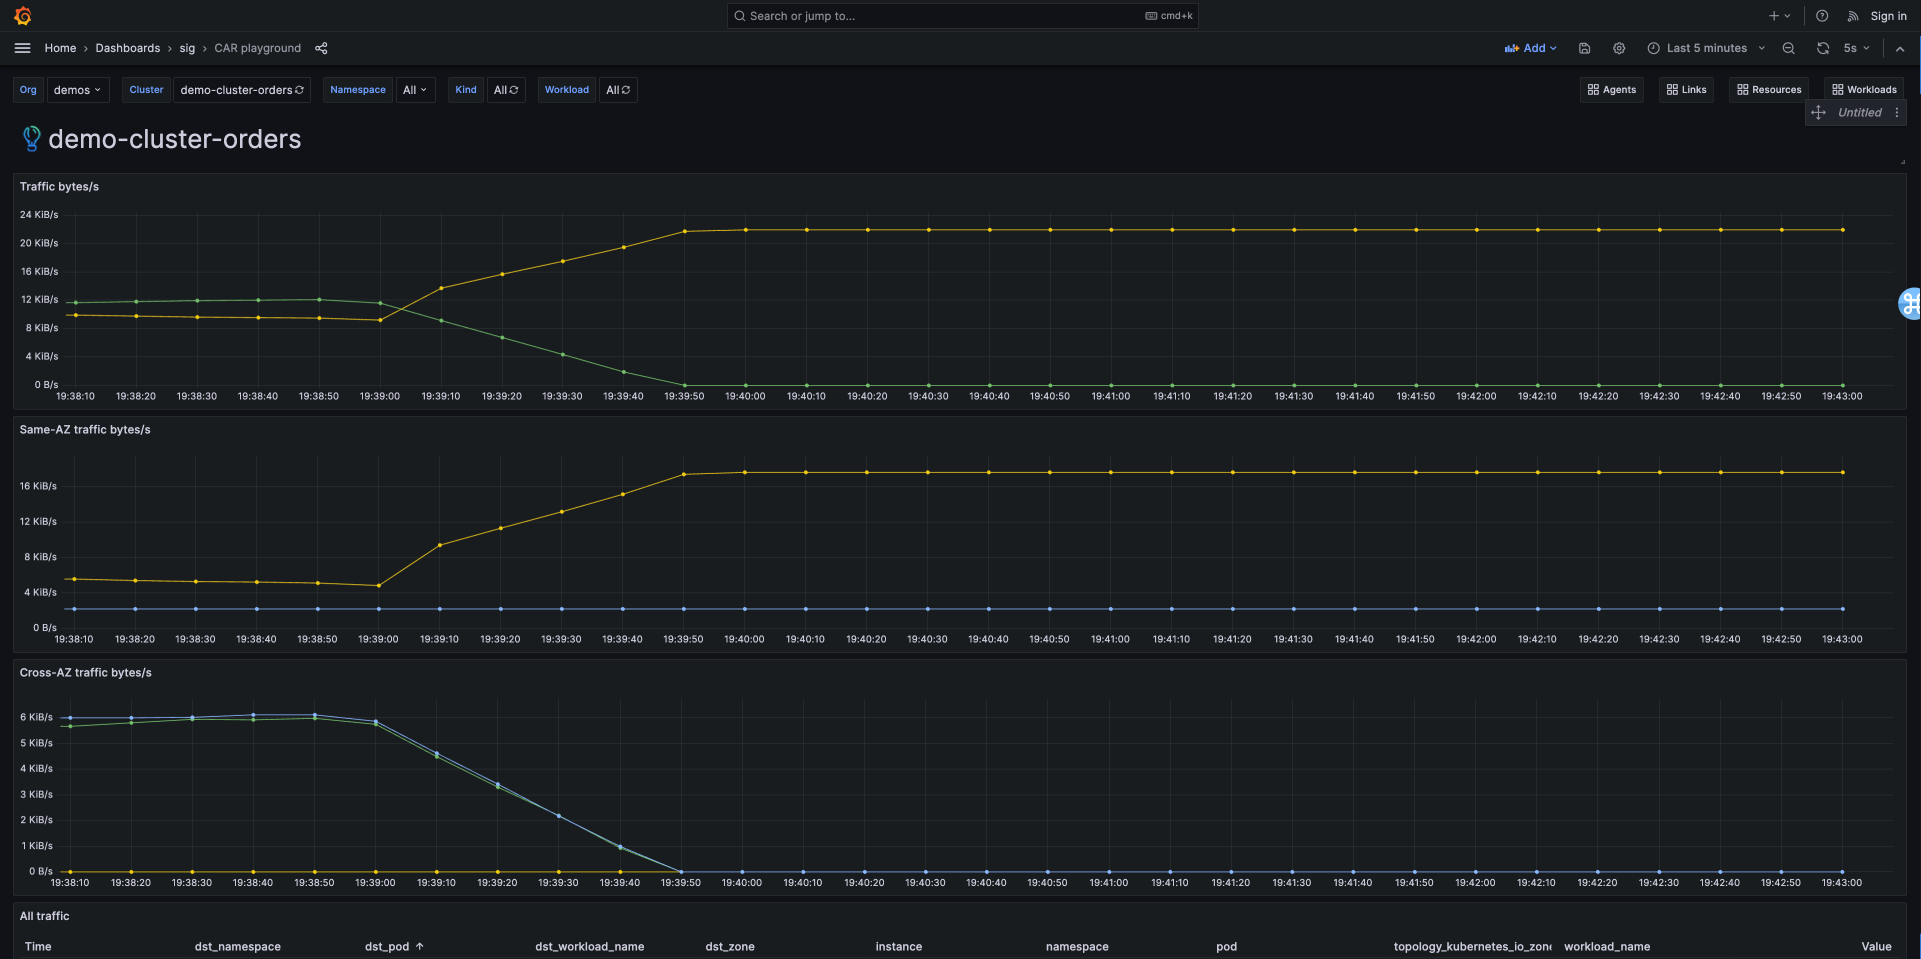 Search or jump to... cmd+k Sign in
Home › Dashboards › sig › CAR playground Add Last 5 minutes 5s
Org demos Cluster demo-cluster-orders Namespace All Kind All Workload All Agents Links Resources Workloads
Untitled
demo-cluster-orders
Traffic bytes/s
24 KiB/s
20 KiB/s
16 KiB/s
12 KiB/s
8 KiB/s
4 KiB/s
0 B/s
19:38:10 19:38:20 19:38:30 19:38:40 19:38:50 19:39:00 19:39:10 19:39:20 19:39:30 19:39:40 19:39:50 19:40:00 19:40:10 19:40:20 19:40:30 19:40:40 19:40:50 19:41:00 19:41:10 19:41:20 19:41:30 19:41:40 19:41:50 19:42:00 19:42:10 19:42:20 19:42:30 19:42:40 19:42:50 19:43:00
Same-AZ traffic bytes/s
16 KiB/s
12 KiB/s
8 KiB/s
4 KiB/s
0 B/s
19:38:10 19:38:20 19:38:30 19:38:40 19:38:50 19:39:00 19:39:10 19:39:20 19:39:30 19:39:40 19:39:50 19:40:00 19:40:10 19:40:20 19:40:30 19:40:40 19:40:50 19:41:00 19:41:10 19:41:20 19:41:30 19:41:40 19:41:50 19:42:00 19:42:10 19:42:20 19:42:30 19:42:40 19:42:50 19:43:00
Cross-AZ traffic bytes/s
6 KiB/s
5 KiB/s
4 KiB/s
3 KiB/s
2 KiB/s
1 KiB/s
0 B/s
19:38:10 19:38:20 19:38:30 19:38:40 19:38:50 19:39:00 19:39:10 19:39:20 19:39:30 19:39:40 19:39:50 19:40:00 19:40:10 19:40:20 19:40:30 19:40:40 19:40:50 19:41:00 19:41:10 19:41:20 19:41:30 19:41:40 19:41:50 19:42:00 19:42:10 19:42:20 19:42:30 19:42:40 19:42:50 19:43:00
All traffic
Time dst_namespace dst_pod ↑ dst_workload_name dst_zone instance namespace pod topology_kubernetes_io_zone workload_name Value